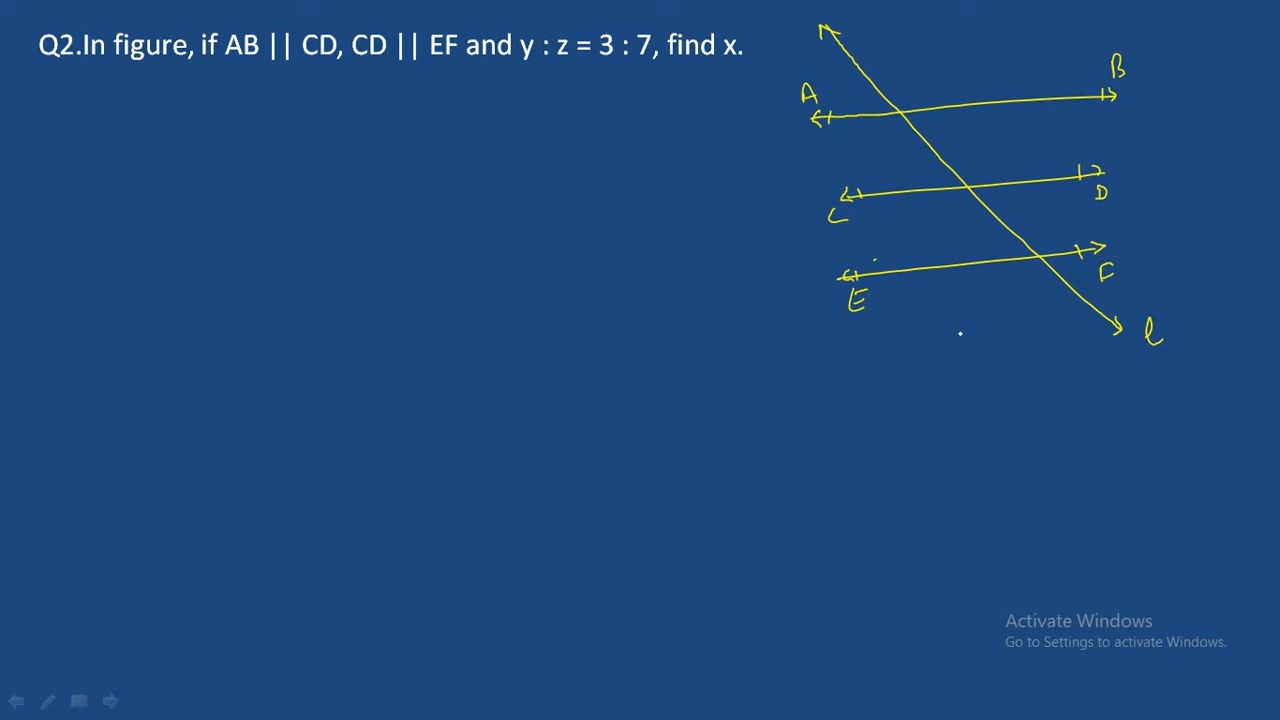 Q2.In figure, if AB || CD, CD || EF and y : z = 3 : 7, find x.
A
B
C
D
E
F
l
Activate Windows
Go to Settings to activate Windows.